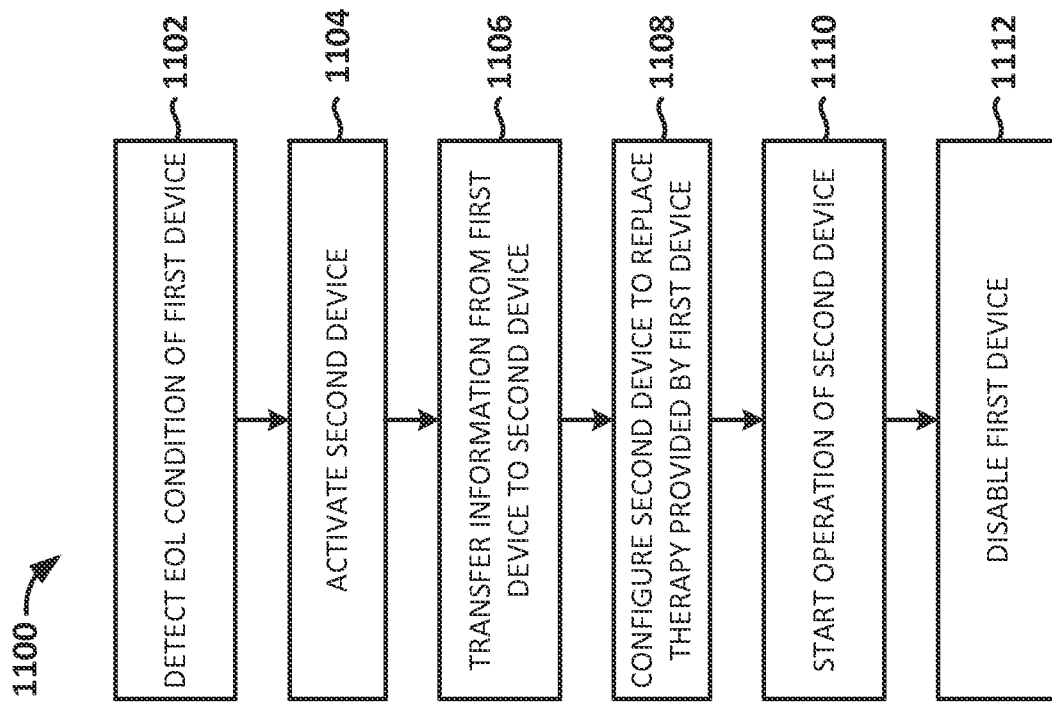 1100
DETECT EOL CONDITION OF FIRST DEVICE
1102
ACTIVATE SECOND DEVICE
1104
TRANSFER INFORMATION FROM FIRST
DEVICE TO SECOND DEVICE
1106
CONFIGURE SECOND DEVICE TO REPLACE
THERAPY PROVIDED BY FIRST DEVICE
1108
START OPERATION OF SECOND DEVICE
1110
DISABLE FIRST DEVICE
1112